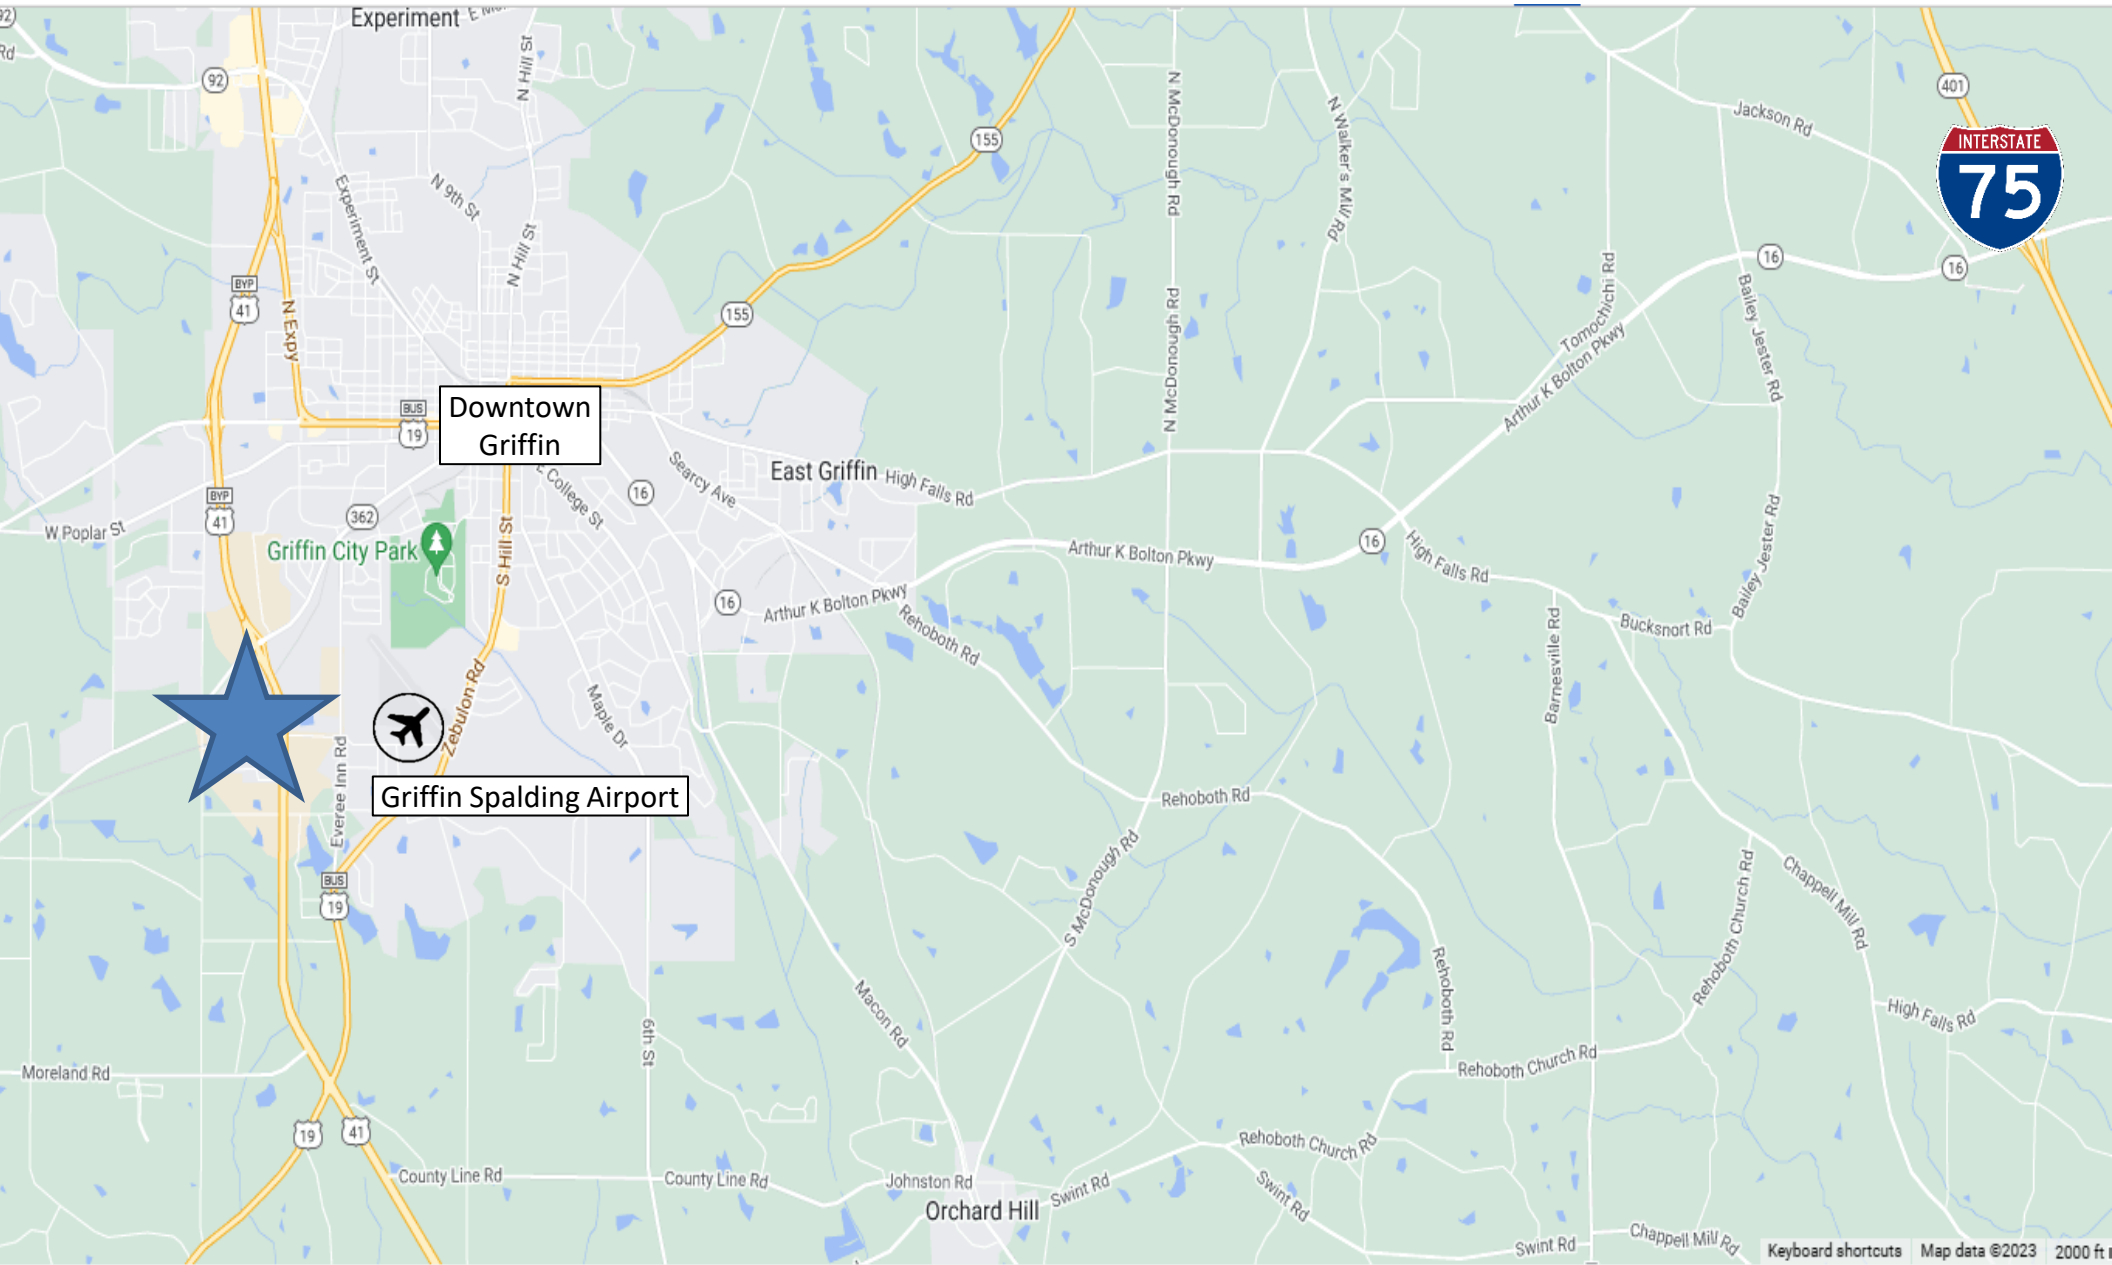 92
Rd
Experiment
E Mc
N Hill St
92
401
Jackson Rd
INTERSTATE
75
155
N McDonough Rd
N Walker's Mill Rd
Experiment St
N 9th St
N Hill St
BYP
41
N Expy
155
N McDonough Rd
Tomochichi Rd
16
16
Bailey Jester Rd
Arthur K Bolton Pkwy
BUS
19
Downtown
Griffin
East Griffin
High Falls Rd
Searcy Ave
E College St
16
BYP
41
W Poplar St
362
Griffin City Park
S Hill St
16
Arthur K Bolton Pkwy
Arthur K Bolton Pkwy
16
High Falls Rd
Bailey Jester Rd
Bucksnort Rd
Barnesville Rd
Rehoboth Rd
Zebulon Rd
Maple Dr
Everee Inn Rd
Griffin Spalding Airport
Rehoboth Rd
BUS
19
S McDonough Rd
Rehoboth Church Rd
Chappell Mill Rd
Macon Rd
Rehoboth Rd
6th St
High Falls Rd
Moreland Rd
Rehoboth Church Rd
19
41
Rehoboth Church Rd
County Line Rd
County Line Rd
Johnston Rd
Swint Rd
Swint Rd
Orchard Hill
Swint Rd
Chappell Mill Rd
Keyboard shortcuts
Map data ©2023
2000 ft